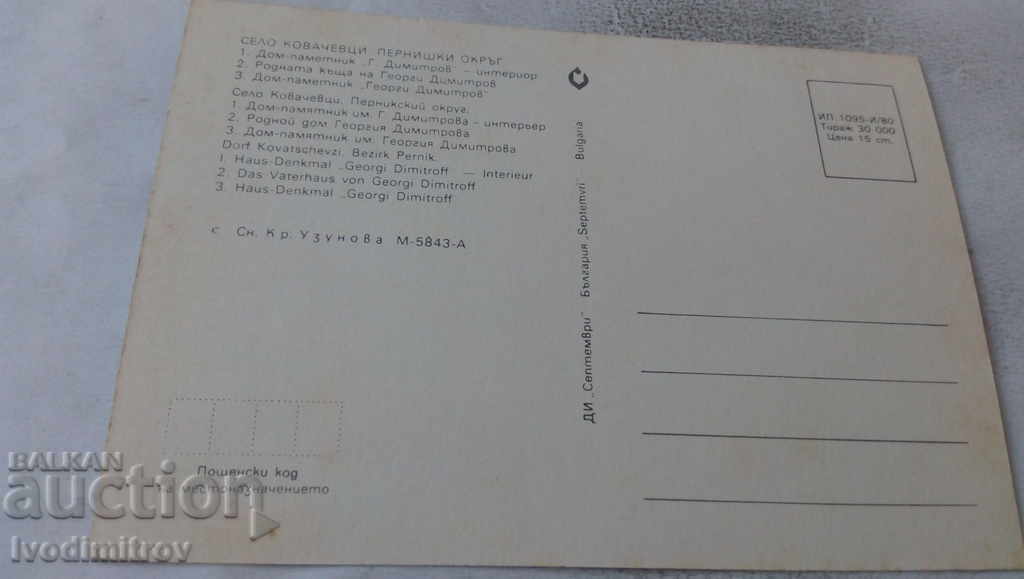 СЕЛО КОВАЧЕВЦИ, ПЕРНИШКИ ОКРЪГ
1. Дом-паметник „Г. Димитров" – интериор
2. Родната къща на Георги Димитров
3. Дом-паметник „Георги Димитров"
Село Ковачевци, Перникский округ.
1. Дом-памятник им. Г. Димитрова – интерьер
2. Родной дом Георгия Димитрова
3. Дом-памятник им. Георгия Димитрова
Dorf Kovatschevzi, Bezirk Pernik.
1. Haus-Denkmal „Georgi Dimitroff" — Interieur
2. Das Vaterhaus von Georgi Dimitroff
3. Haus-Denkmal „Georgi Dimitroff"
с Сн. Кр. Узунова М-5843-А
Пощенски код
на местоназначението
ДИ „Септември" България „Septemvri" Bulgaria
ИП. 1095-И/80
Тираж 30 000
Цена 15 ст.
BALKAN
auction
Ivodimitrov